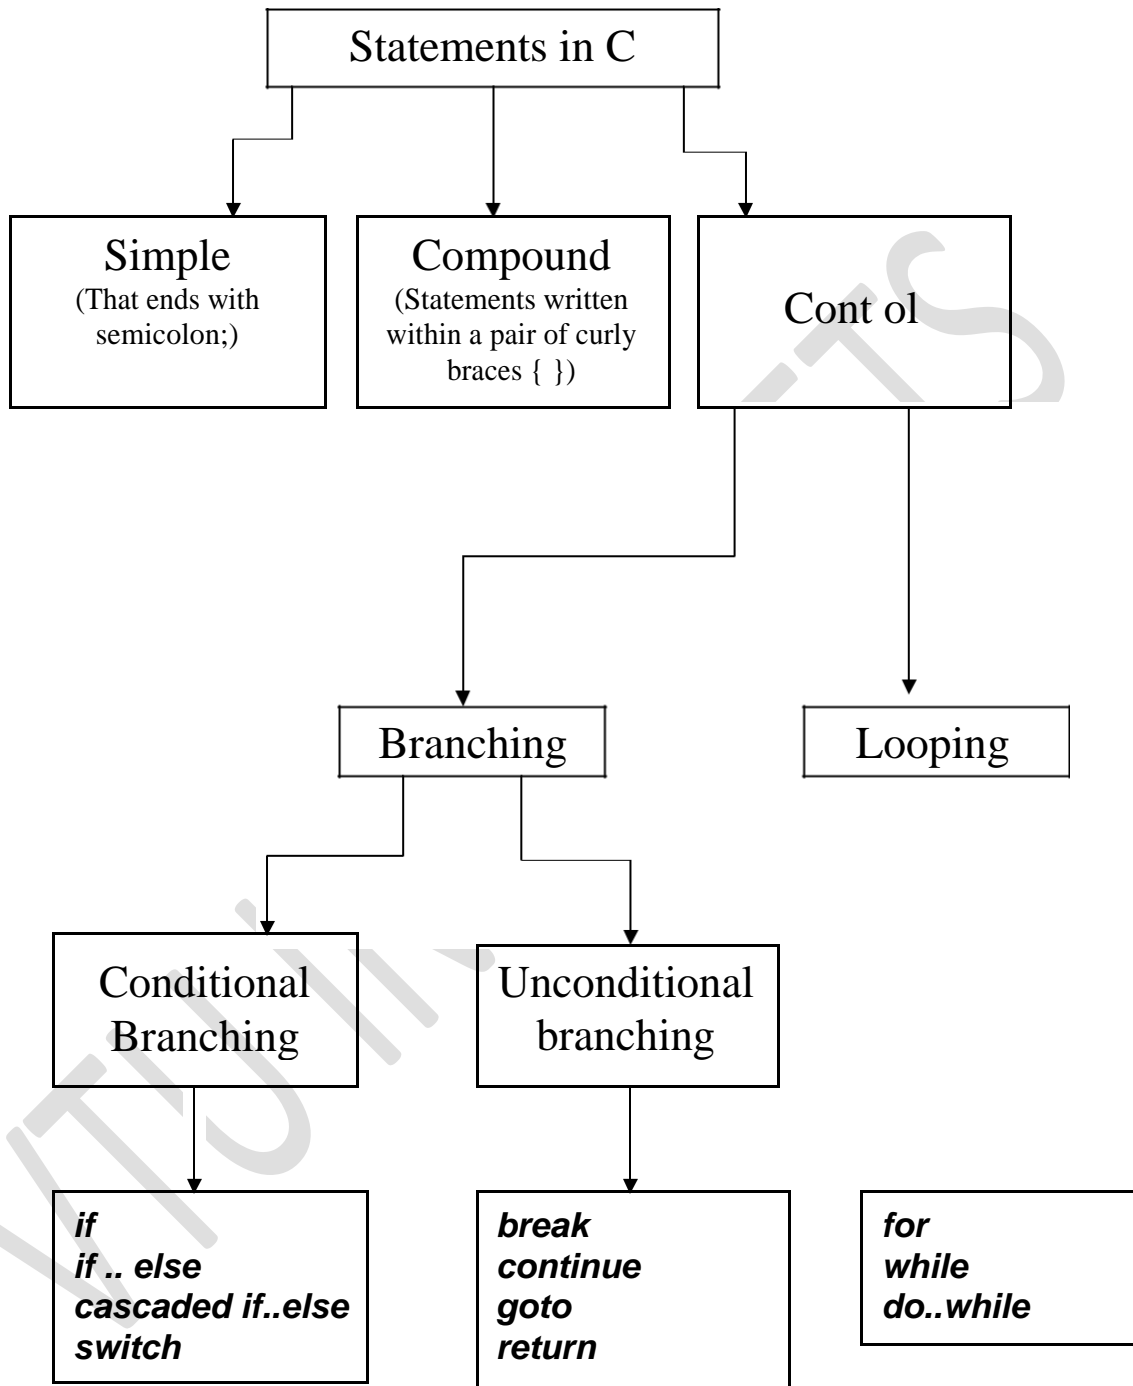 Statements in C
Simple
(That ends with
semicolon;)
Compound
(Statements written
within a pair of curly
braces { })
Cont ol
Branching
Looping
Conditional
Branching
Unconditional
branching
if
if .. else
cascaded if..else
switch
break
continue
goto
return
for
while
do..while
VTU